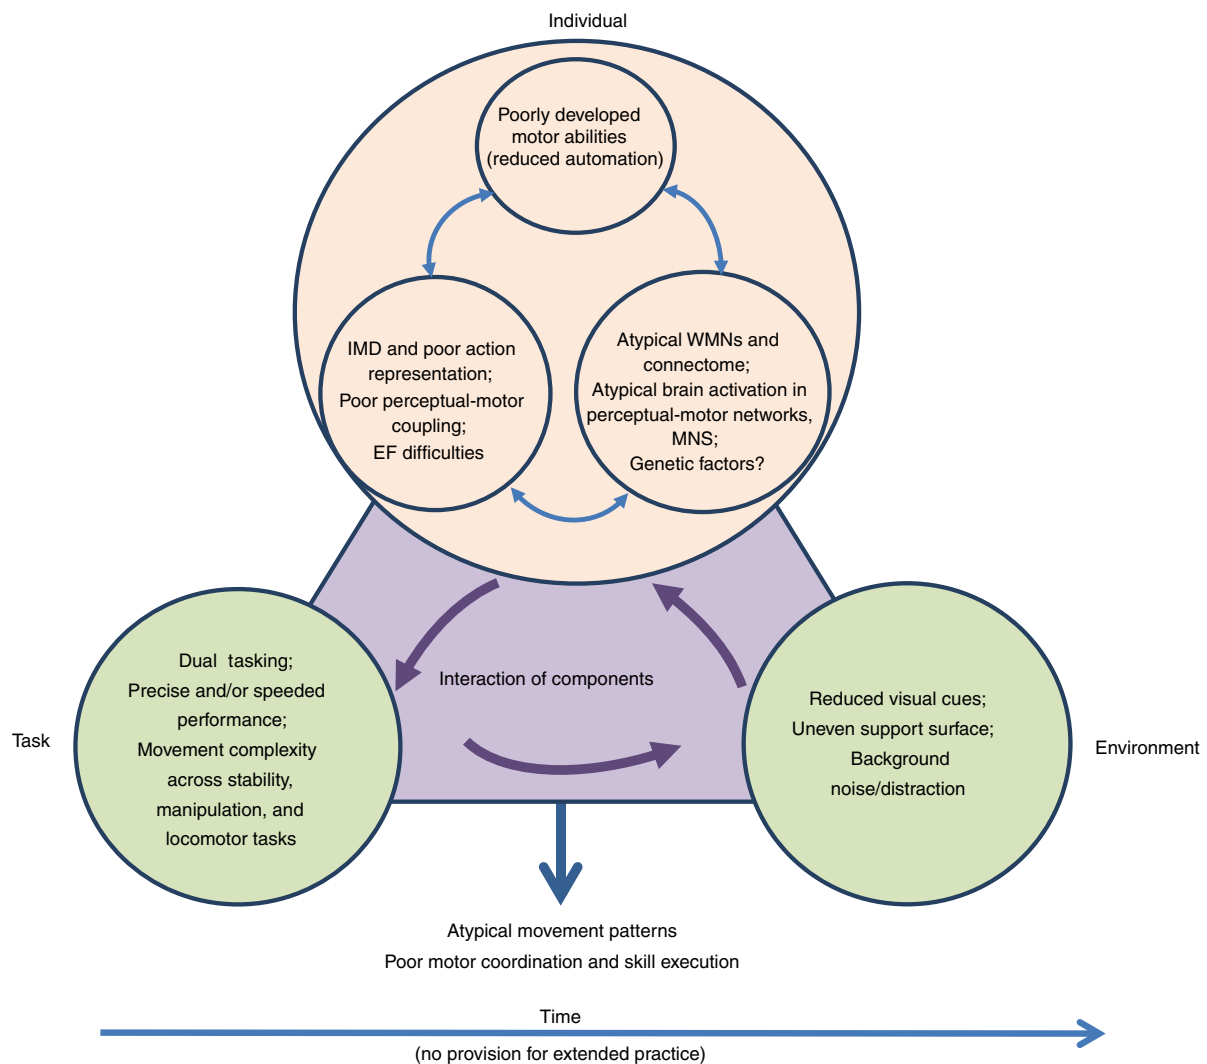 Individual
Poorly developed
motor abilities
(reduced automation)
IMD and poor action
representation;
Poor perceptual-motor
coupling;
EF difficulties
Atypical WMNs and
connectome;
Atypical brain activation in
perceptual-motor networks,
MNS;
Genetic factors?
Task
Dual tasking;
Precise and/or speeded
performance;
Movement complexity
across stability,
manipulation, and
locomotor tasks
Interaction of components
Reduced visual cues;
Uneven support surface;
Background
noise/distraction
Environment
Atypical movement patterns
Poor motor coordination and skill execution
Time
(no provision for extended practice)